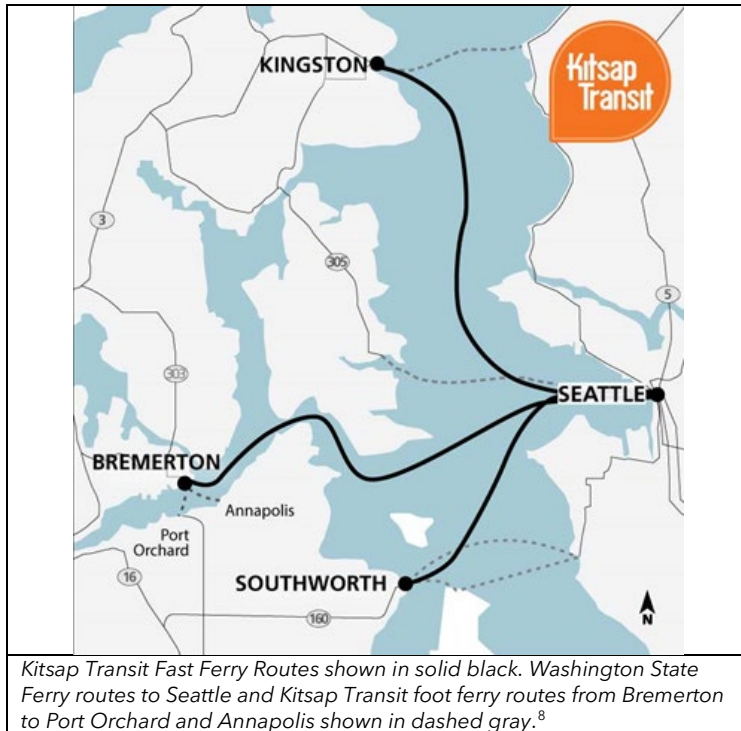 KINGSTON
Kitsap
Transit
3
305
5
303
SEATTLE
BREMERTON
Annapolis
Port
Orchard
16
SOUTHWORTH
160
N
Kitsap Transit Fast Ferry Routes shown in solid black. Washington State
Ferry routes to Seattle and Kitsap Transit foot ferry routes from Bremerton
to Port Orchard and Annapolis shown in dashed gray.8